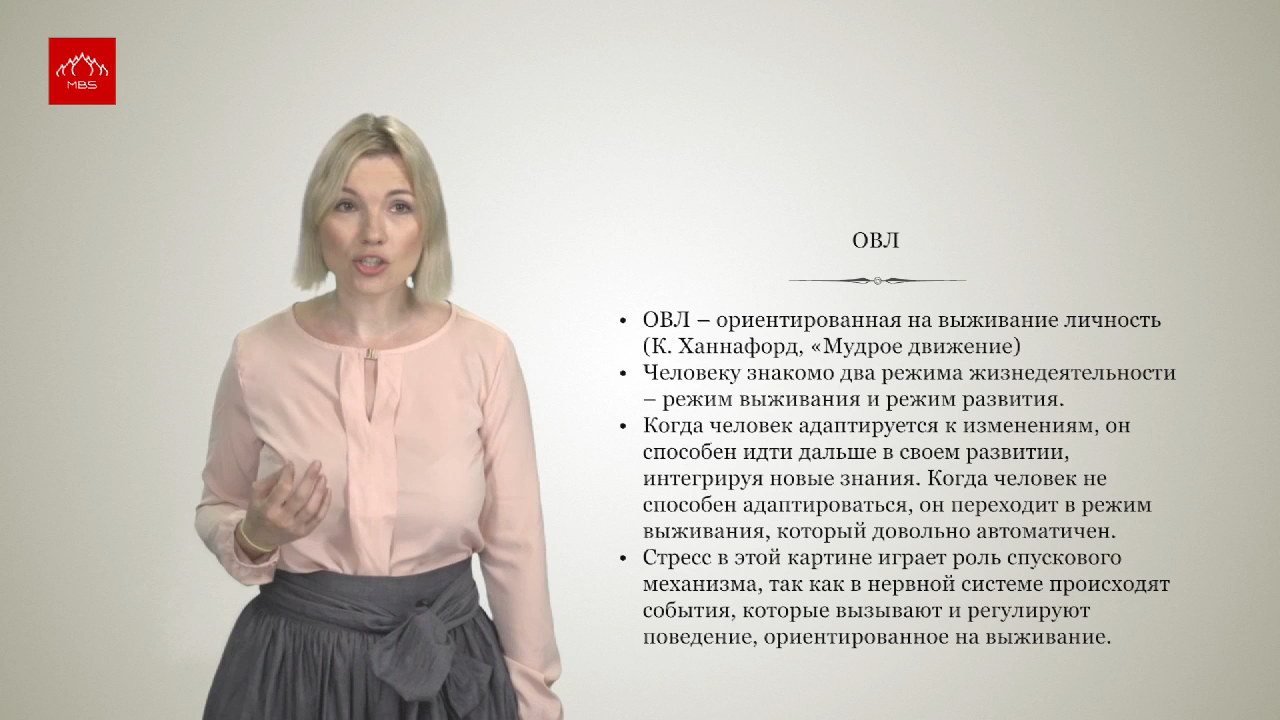 MBS
ОВЛ
• ОВЛ – ориентированная на выживание личность
(К. Ханнафорд, «Мудрое движение)
• Человеку знакомо два режима жизнедеятельности
– режим выживания и режим развития.
• Когда человек адаптируется к изменениям, он
способен идти дальше в своем развитии,
интегрируя новые знания. Когда человек не
способен адаптироваться, он переходит в режим
выживания, который довольно автоматичен.
• Стресс в этой картине играет роль спускового
механизма, так как в нервной системе происходят
события, которые вызывают и регулируют
поведение, ориентированное на выживание.